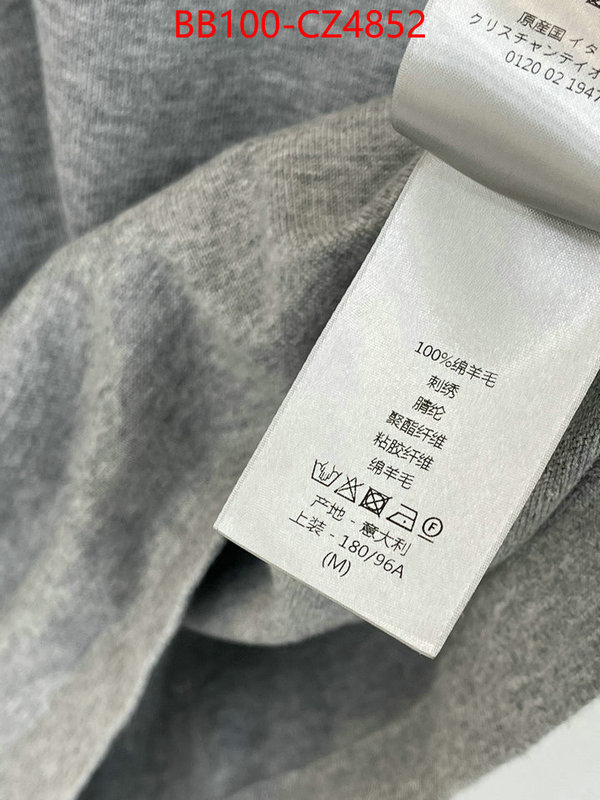 BB100-CZ4852
原産国 イタ
クリスチャンディオ
0120 02 1947
100%绵羊毛
刺绣
腈纶
聚酯纤维
粘胶纤维
绵羊毛
F
产地 - 意大利
上装 - 180/96A
(M)